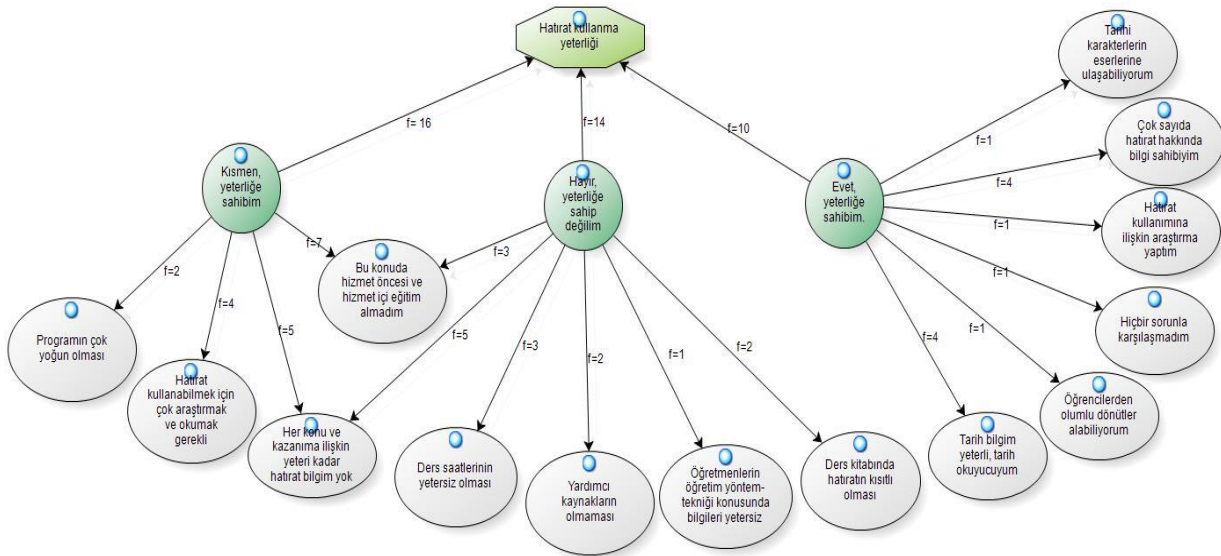 Hatırat kullanma
yeterliği
f= 16
f=14
f=10
Kısmen,
yeterliğe
sahibim
Hayır,
yeterliğe
sahip
değilim
Evet,
yeterliğe
sahibim.
f=2
f=4
f=5
f=7
f=3
f=5
f=3
f=2
f=1
f=2
f=1
f=4
f=1
f=1
f=1
f=4
Tarihi
karakterlerin
eserlerine
ulaşabiliyorum
Çok sayıda
hatırat hakkında
bilgi sahibiyim
Hatırat
kullanımına
ilişkin araştırma
yaptım
Hiçbir sorunla
karşılaşmadım
Öğrencilerden
olumlu dönütler
alabiliyorum
Tarih bilgim
yeterli, tarih
okuyucuyum
Bu konuda
hizmet öncesi ve
hizmet içi eğitim
almadım
Programın çok
yoğun olması
Hatırat
kullanabilmek için
çok araştırmak
ve okumak
gerekli
Her konu ve
kazanıma ilişkin
yeteri kadar
hatırat bilgim yok
Ders saatlerinin
yetersiz olması
Yardımcı
kaynakların
olmaması
Öğretmenlerin
öğretim yöntem-
tekniği konusunda
bilgileri yetersiz
Ders kitabında
hatıratın kısıtlı
olması